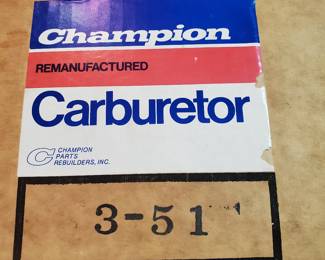 Champion
REMANUFACTURED
Carburetor
CHAMPION
PARTS
REBUILDERS, INC.
3-51